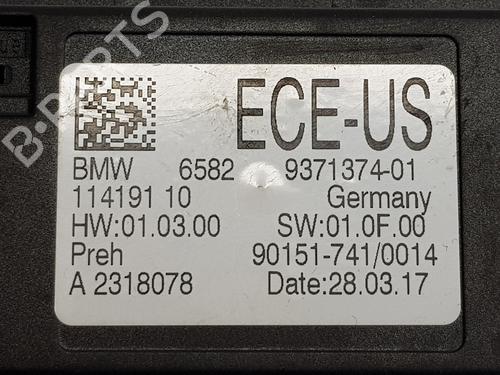 ECE-US
BMW 6582 9371374-01
114191 10 Germany
HW:01.03.00 SW:01.0F.00
Preh 90151-741/0014
A 2318078 Date:28.03.17
B-PARTS